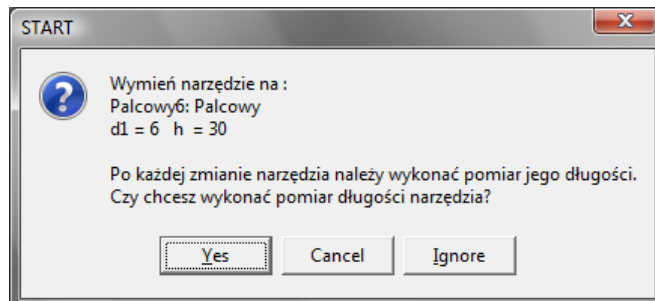 START
Wymień narzędzie na :
Palcowy6: Palcowy
d1 = 6 h = 30
Po każdej zmianie narzędzia należy wykonać pomiar jego długości.
Czy chcesz wykonać pomiar długości narzędzia?
Yes Cancel Ignore